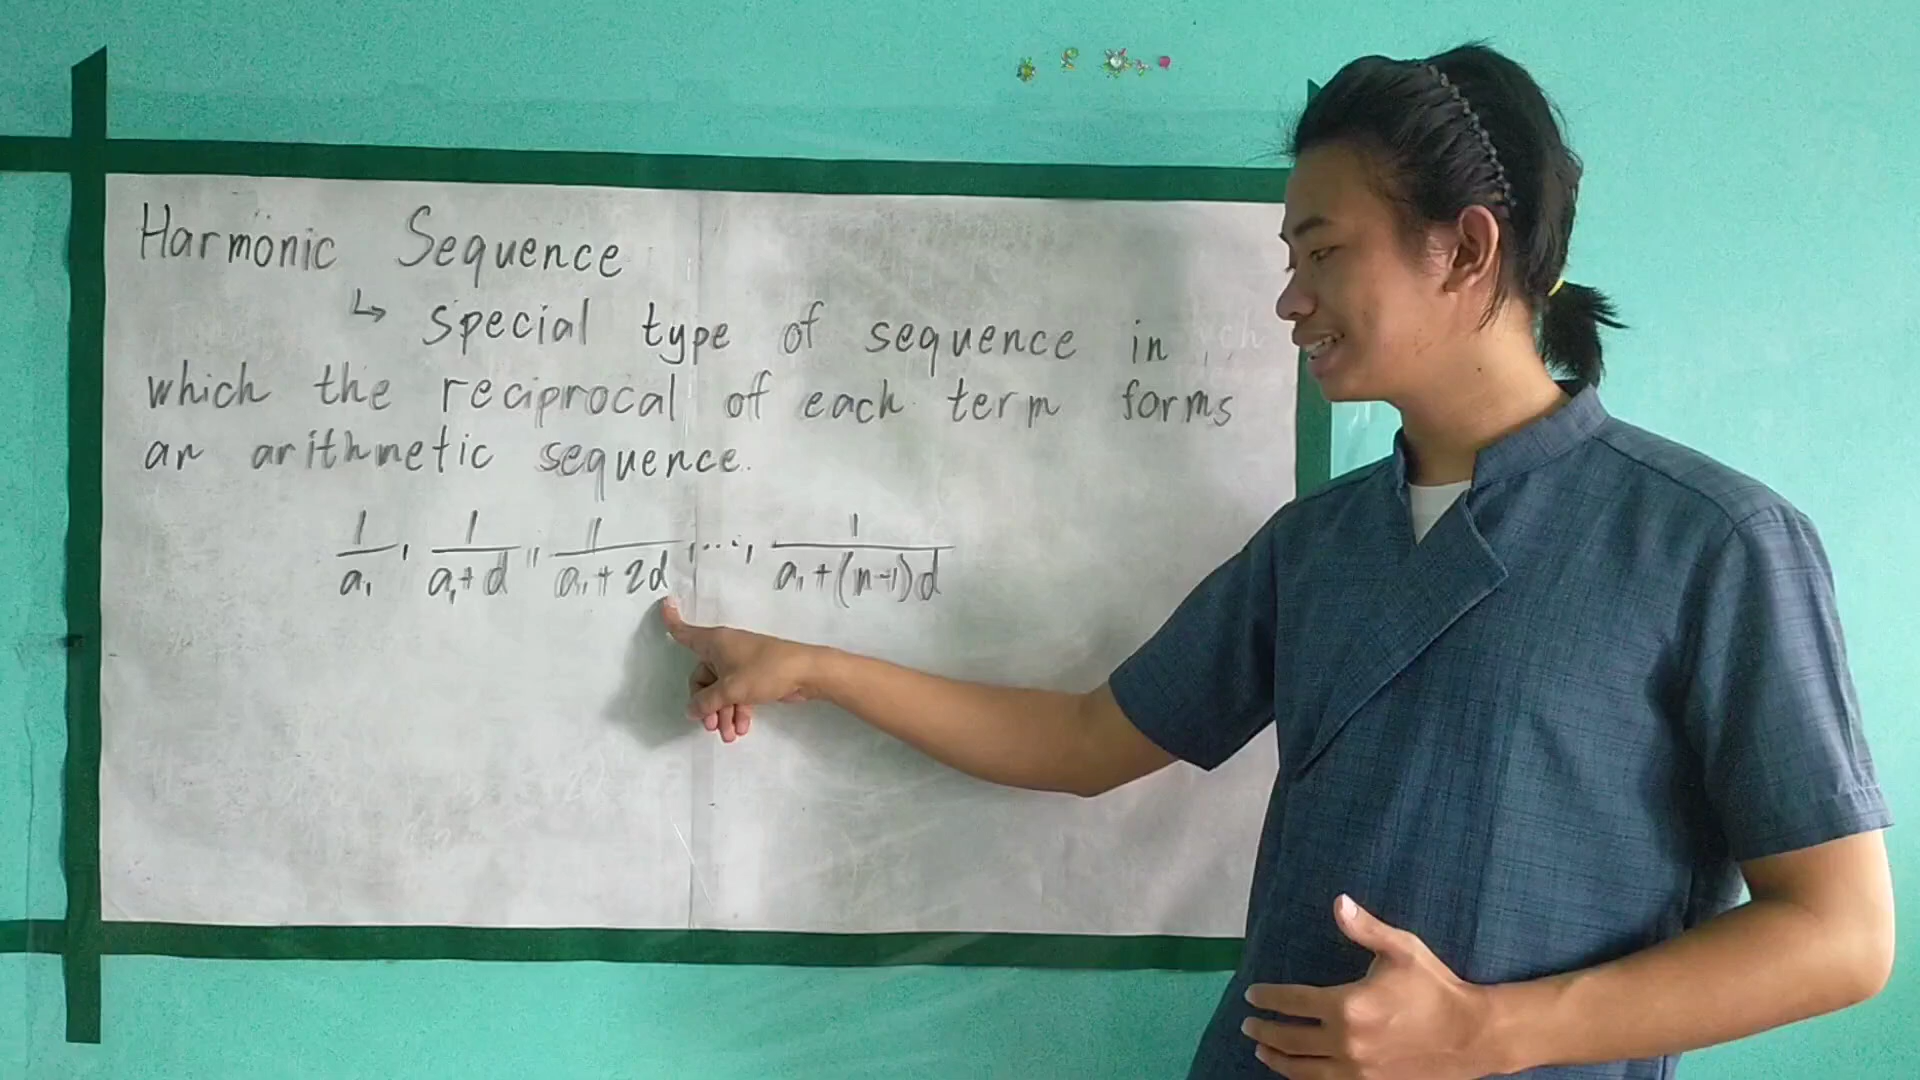 Harmonic Sequence
↳ special type of sequence in
which the reciprocal of each term forms
an arithmetic sequence.
1/a₁, 1/a₁+d, 1/a₁+2d, ..., 1/a₁+(n-1)d